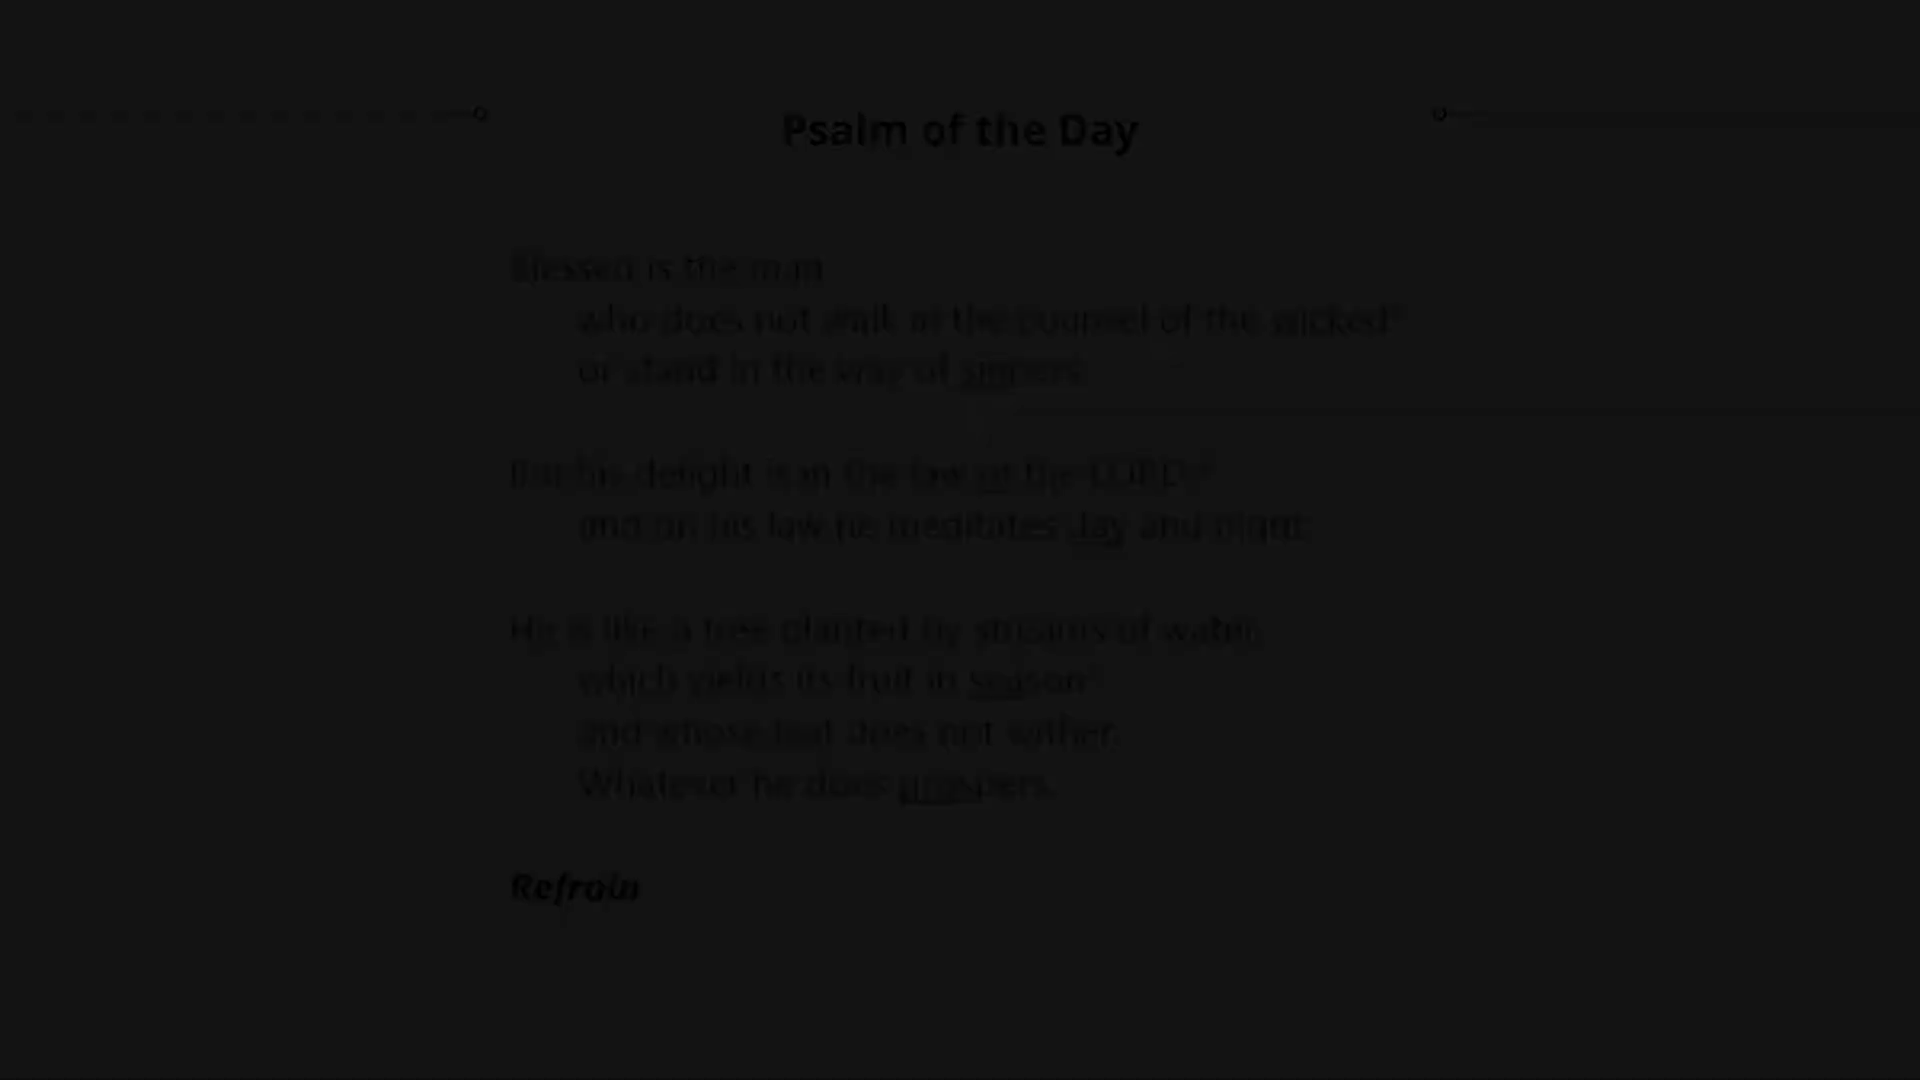 Psalm of the Day
Blessed is the man
who does not walk in the counsel of the wicked
or stand in the way of sinners.
But his delight is in the law of the LORD
and on his law he meditates day and night.
He is like a tree planted by streams of water,
which yields its fruit in season
and whose leaf does not wither.
Whatever he does prospers.
Refrain